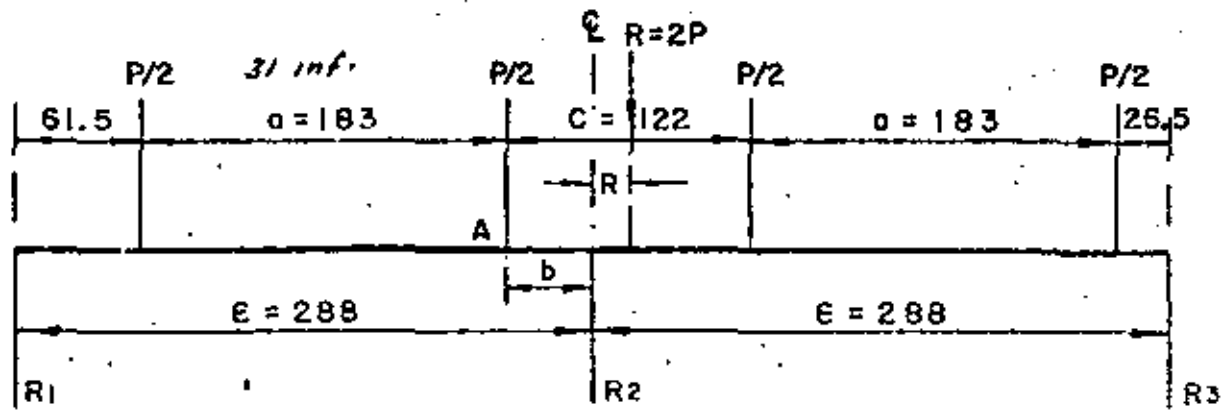 ℄ R=2P
P/2 31 inf. P/2 P/2 P/2
61.5 a=183 C = 122 a=183 26.5
R
A
b
ϵ = 288 ϵ = 288
R1 R2 R3